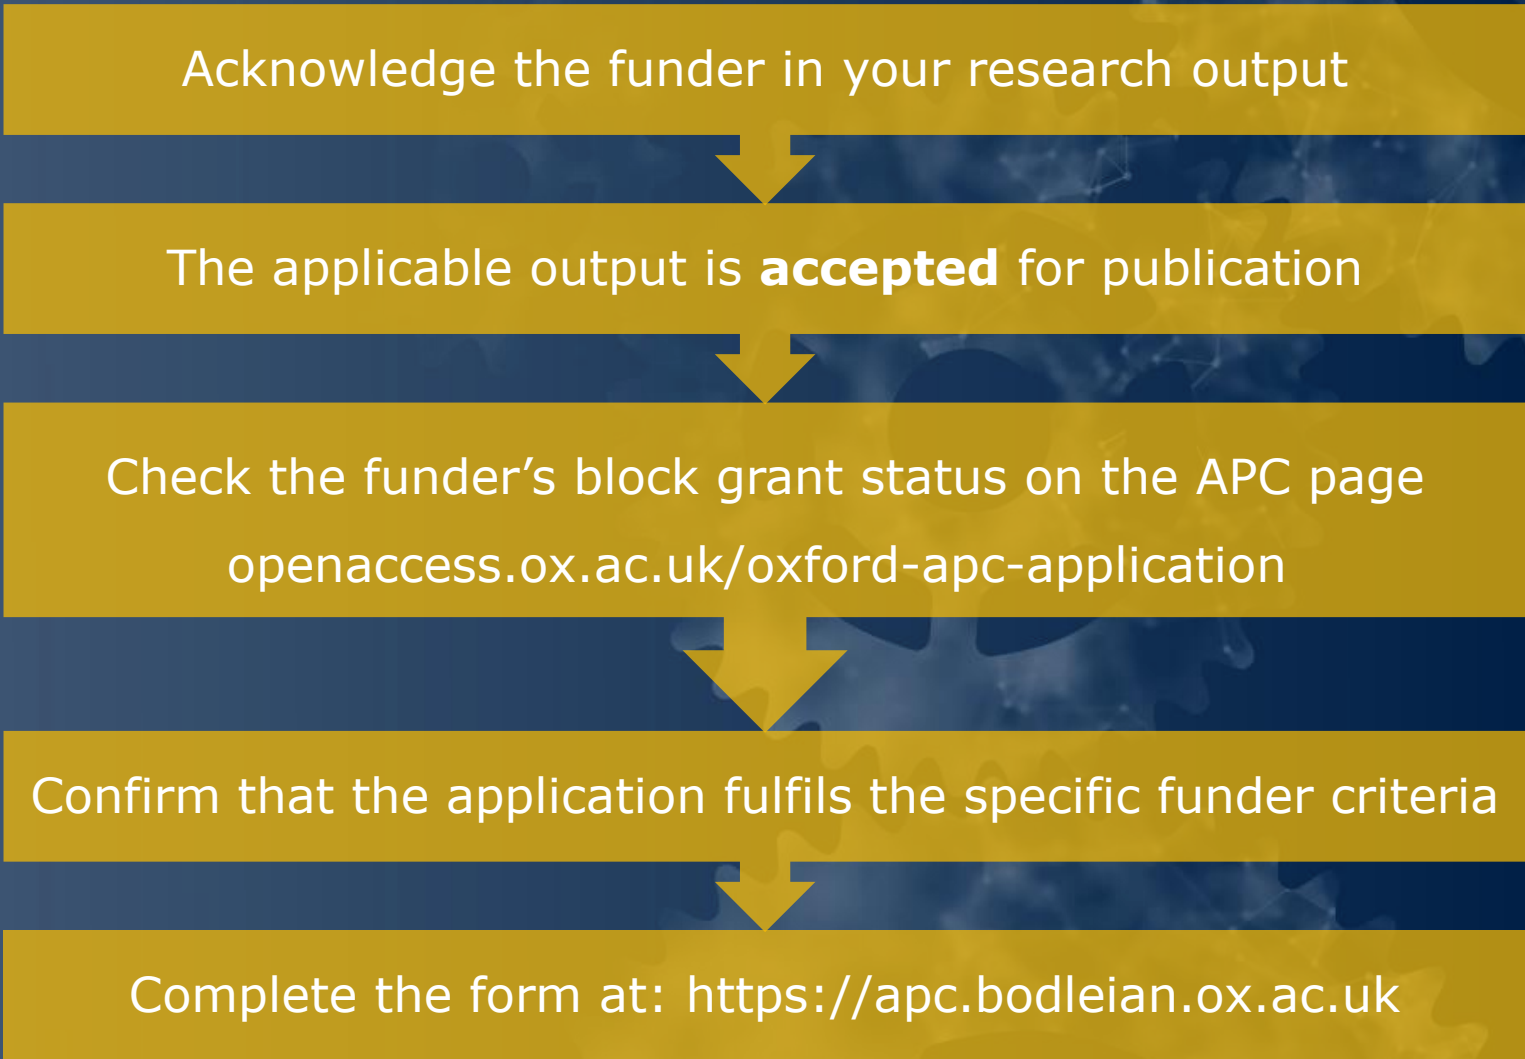 Acknowledge the funder in your research output
The applicable output is accepted for publication
Check the funder’s block grant status on the APC page
openaccess.ox.ac.uk/oxford-apc-application
Confirm that the application fulfils the specific funder criteria
Complete the form at: https://apc.bodleian.ox.ac.uk